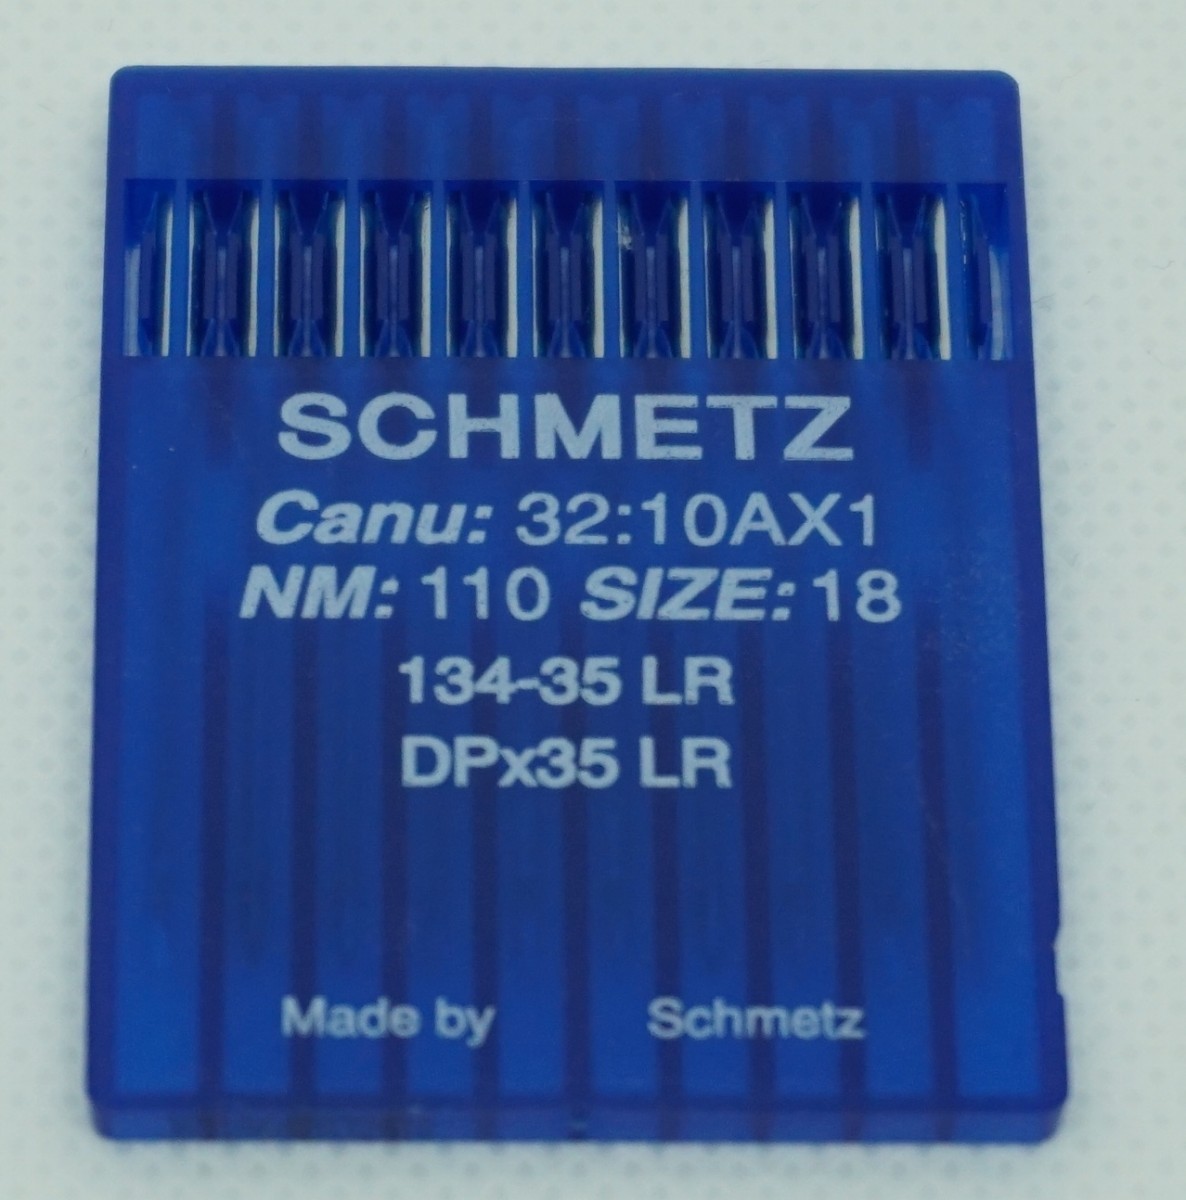 SCHMETZ
Canu: 32:10AX1
NM: 110 SIZE: 18
134-35 LR
DPx35 LR
Made by Schmetz